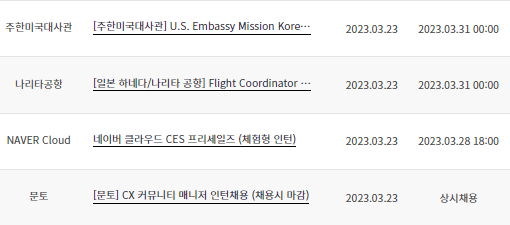 주한미국대사관 [주한미국대사관] U.S. Embassy Mission Kore… 2023.03.23 2023.03.31 00:00
나리타공항 [일본 하네다/나리타 공항] Flight Coordinator … 2023.03.23 2023.03.31 00:00
NAVER Cloud 네이버 클라우드 CES 프리세일즈 (체험형 인턴) 2023.03.23 2023.03.28 18:00
문토 [문토] CX 커뮤니티 매니저 인턴채용 (채용시 마감) 2023.03.23 상시채용